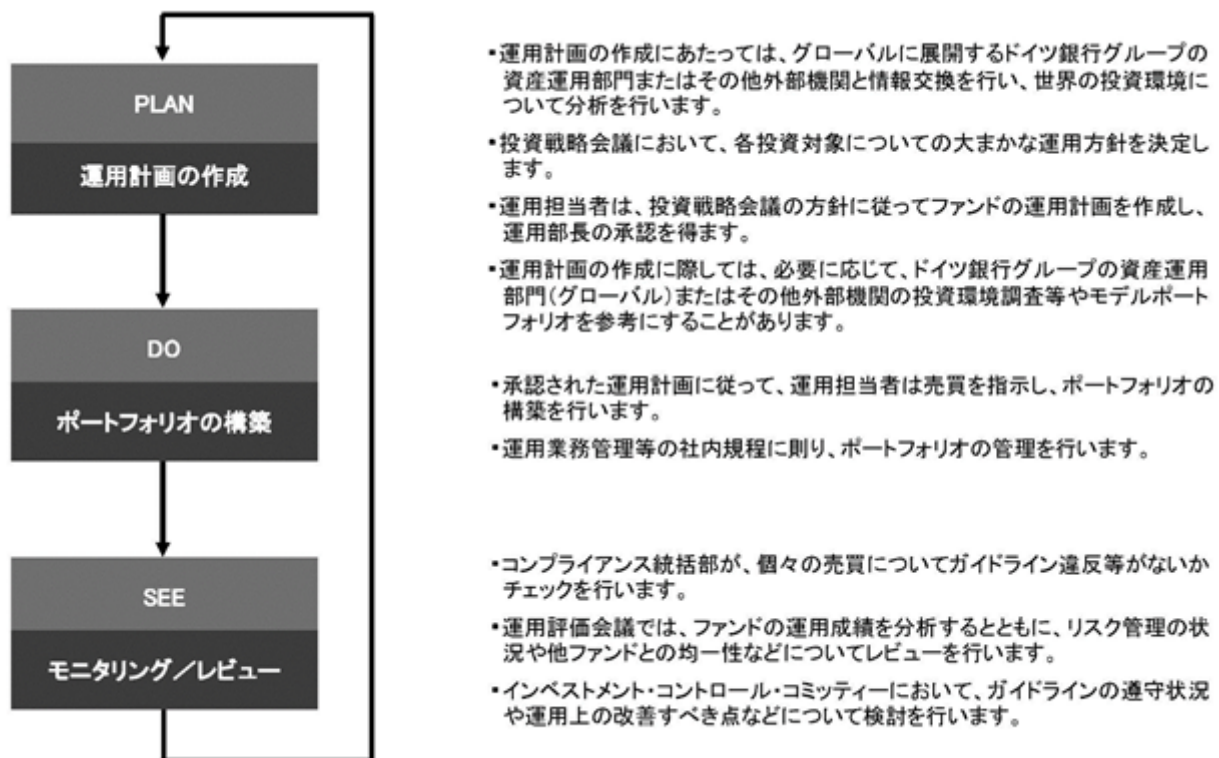 PLAN
運用計画の作成
▪運用計画の作成にあたっては、グローバルに展開するドイツ銀行グループの
資産運用部門またはその他外部機関と情報交換を行い、世界の投資環境に
ついて分析を行います。
▪投資戦略会議において、各投資対象についての大まかな運用方針を決定し
ます。
▪運用担当者は、投資戦略会議の方針に従ってファンドの運用計画を作成し、
運用部長の承認を得ます。
▪運用計画の作成に際しては、必要に応じて、ドイツ銀行グループの資産運用
部門(グローバル)またはその他外部機関の投資環境調査等やモデルポート
フォリオを参考にすることがあります。
DO
ポートフォリオの構築
▪承認された運用計画に従って、運用担当者は売買を指示し、ポートフォリオの
構築を行います。
▪運用業務管理等の社内規程に則り、ポートフォリオの管理を行います。
SEE
モニタリング／レビュー
▪コンプライアンス統括部が、個々の売買についてガイドライン違反等がないか
チェックを行います。
▪運用評価会議では、ファンドの運用成績を分析するとともに、リスク管理の状
況や他ファンドとの均一性などについてレビューを行います。
▪インベストメント・コントロール・コミッティーにおいて、ガイドラインの遵守状況
や運用上の改善すべき点などについて検討を行います。